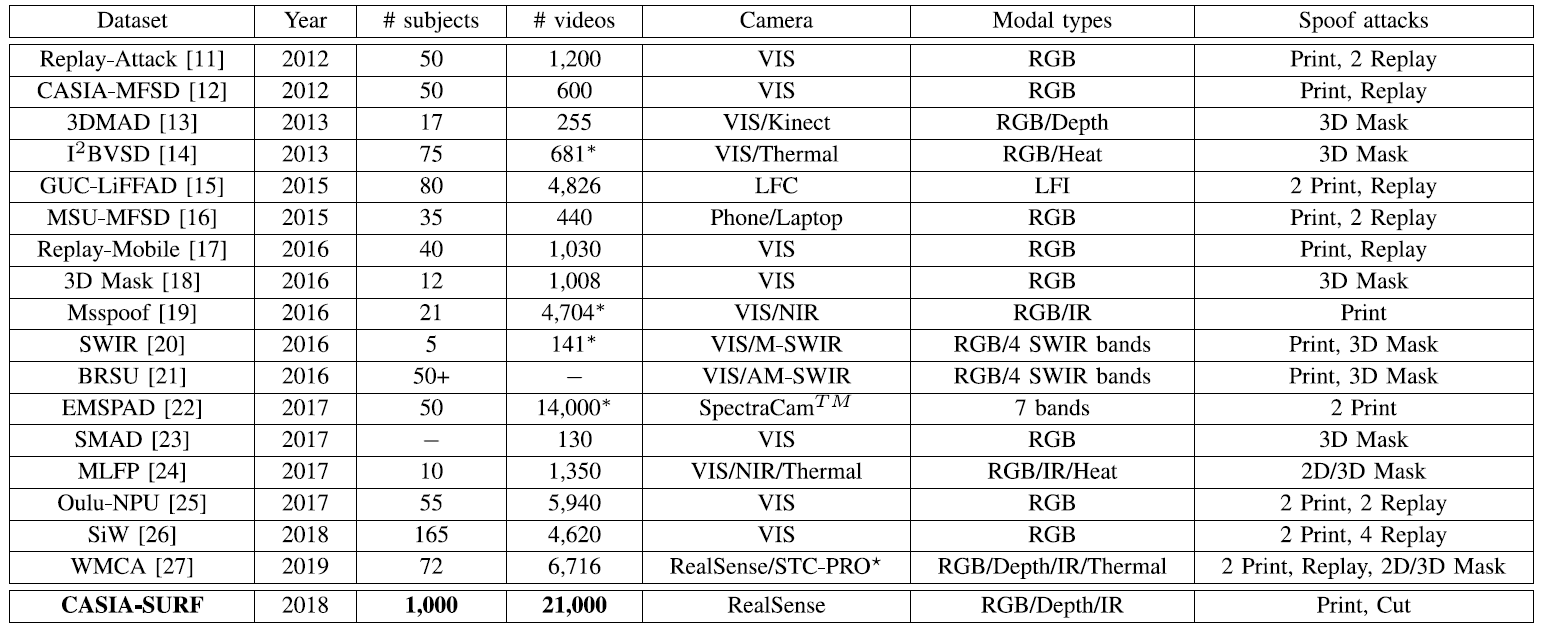 Dataset Year # subjects # videos Camera Modal types Spoof attacks
Replay-Attack [11] 2012 50 1,200 VIS RGB Print, 2 Replay
CASIA-MFSD [12] 2012 50 600 VIS RGB Print, Replay
3DMAD [13] 2013 17 255 VIS/Kinect RGB/Depth 3D Mask
I²BVSD [14] 2013 75 681* VIS/Thermal RGB/Heat 3D Mask
GUC-LiFFAD [15] 2015 80 4,826 LFC LFI 2 Print, Replay
MSU-MFSD [16] 2015 35 440 Phone/Laptop RGB Print, 2 Replay
Replay-Mobile [17] 2016 40 1,030 VIS RGB Print, Replay
3D Mask [18] 2016 12 1,008 VIS RGB 3D Mask
Msspoof [19] 2016 21 4,704* VIS/NIR RGB/IR Print
SWIR [20] 2016 5 141* VIS/M-SWIR RGB/4 SWIR bands Print, 3D Mask
BRSU [21] 2016 50+ − VIS/AM-SWIR RGB/4 SWIR bands Print, 3D Mask
EMSPAD [22] 2017 50 14,000* SpectraCam™ 7 bands 2 Print
SMAD [23] 2017 − 130 VIS RGB 3D Mask
MLFP [24] 2017 10 1,350 VIS/NIR/Thermal RGB/IR/Heat 2D/3D Mask
Oulu-NPU [25] 2017 55 5,940 VIS RGB 2 Print, 2 Replay
SiW [26] 2018 165 4,620 VIS RGB 2 Print, 4 Replay
WMCA [27] 2019 72 6,716 RealSense/STC-PRO⋆ RGB/Depth/IR/Thermal 2 Print, Replay, 2D/3D Mask
CASIA-SURF 2018 1,000 21,000 RealSense RGB/Depth/IR Print, Cut